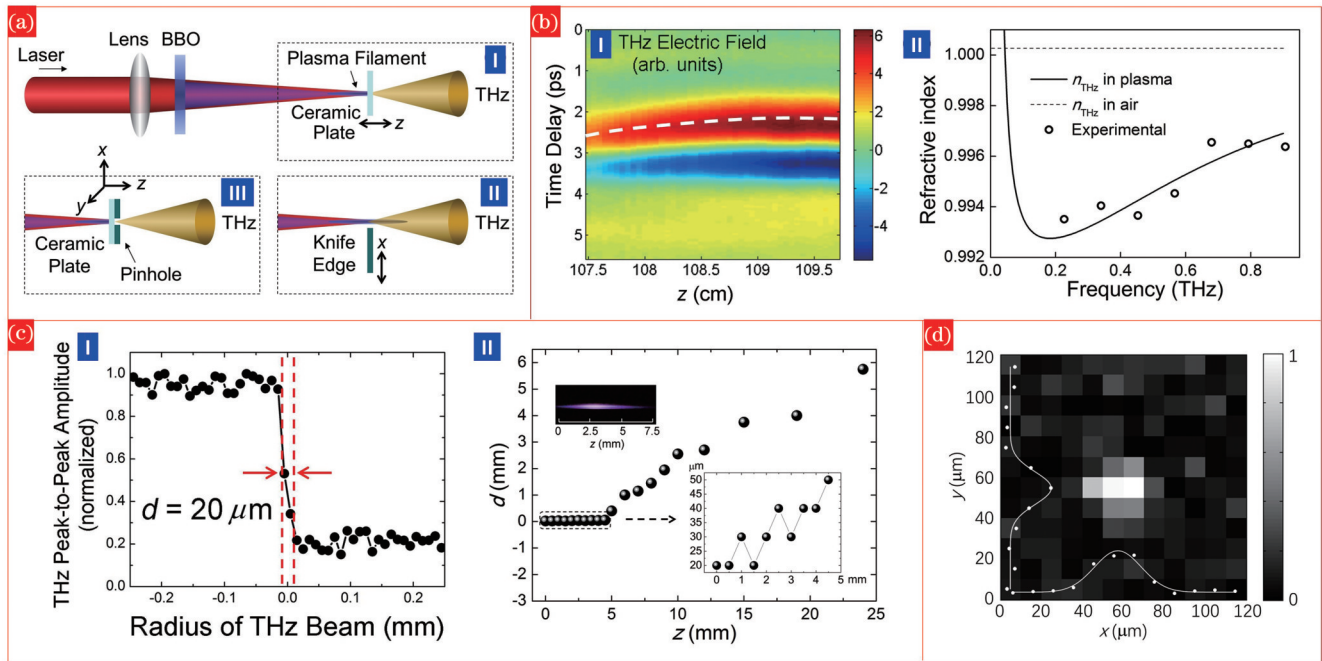 (a)
Laser
Lens
BBO
Plasma Filament
I
THz
Ceramic
Plate
z
x
z
y
III
THz
Ceramic
Plate
Pinhole
II
THz
Knife
Edge
x
(b)
I
THz Electric Field
(arb. units)
Time Delay (ps)
0
1
2
3
4
5
107.5 108 108.5 109 109.5
z (cm)
6
4
2
0
-2
-4
II
Refractive index
1.000
0.998
0.996
0.994
0.992
nTHz in plasma
nTHz in air
Experimental
0.0 0.2 0.4 0.6 0.8
Frequency (THz)
(c)
I
THz Peak-to-Peak Amplitude
(normalized)
1.0
0.8
0.6
0.4
0.2
0.0
d = 20 μm
-0.2 -0.1 0.0 0.1 0.2
Radius of THz Beam (mm)
II
d (mm)
6
5
4
3
2
1
0
-1
-2
-3
0 2.5 5.0 7.5
z (mm)
μm
50
40
30
20
0 1 2 3 4 5 mm
0 5 10 15 20 25
z (mm)
(d)
y (μm)
120
100
80
60
40
20
0
0 20 40 60 80 100 120
x (μm)
1
0